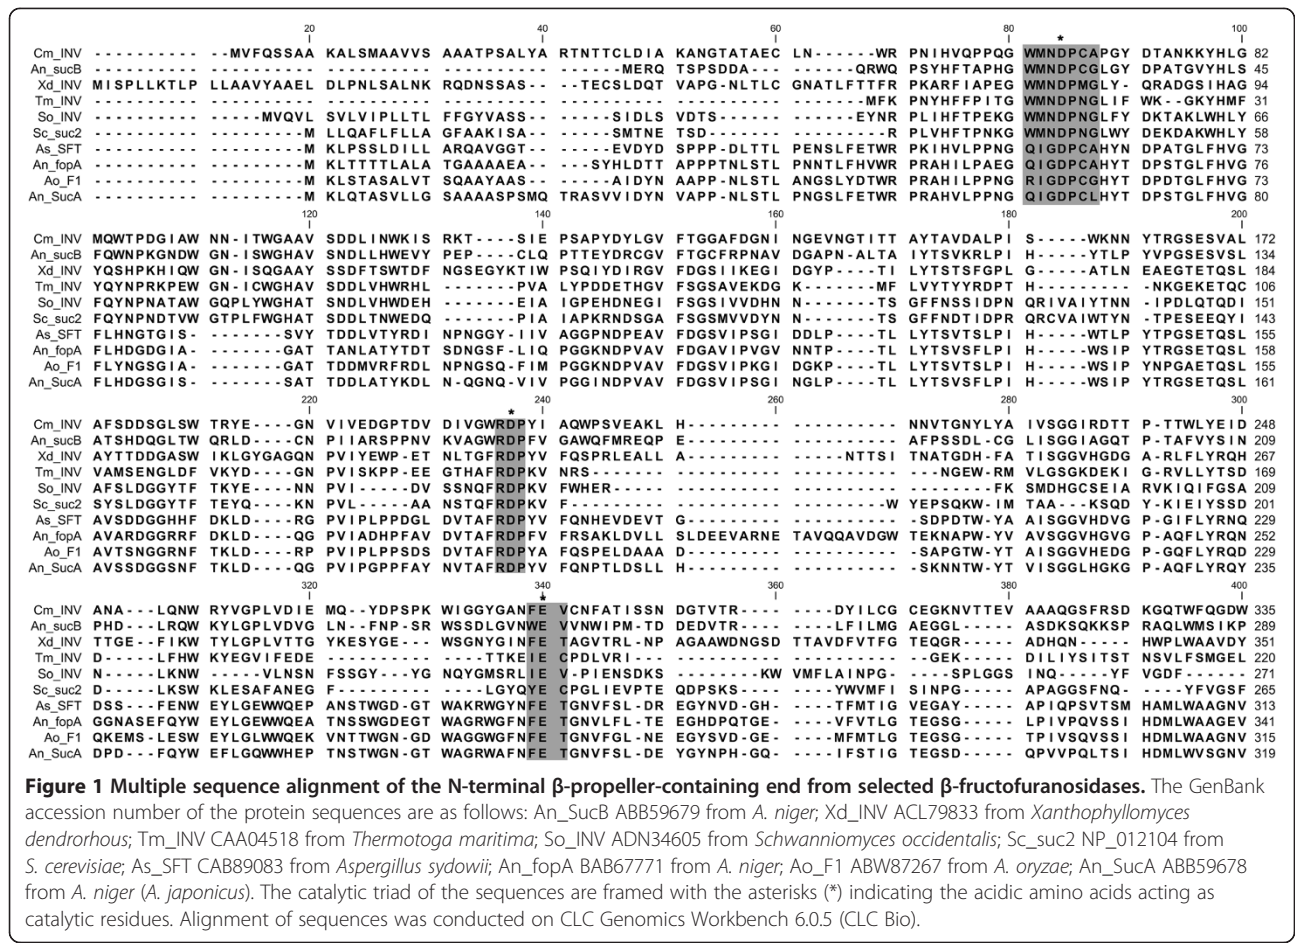 20 40 60 80 100
*
Cm_INV - - - - - - - - - - - - MVFQSSAA KALSMAAVVS AAATPSALYA RTNTTCLDIA KANGTATAEC LN- - - - - - WR PNIHVQPPQG WMNDPCAPGY DTANKKYHLG 82
An_sucB - - - - - - - - - - MERQ TSPSDDA- - - - - - - - QRWQ PSYHFTAPHG WMNDPCGLGY DPATGVYHLS 45
Xd_INV MISPLLKTLP LLAAVYAAEL DLPNLSALNK RQDNSSAS- - - - TECSLDQT VAPG-NLTLC GNATLFTTFR PKARFIAPEG WMNDPMGLY- QRADGSIHAG 94
Tm_INV - - - - - - - - - - MFK PNYHFFPITG WMNDPNGLIF WK- - GKYHMF 31
So_INV - - - - - - - - - - MVQVL SVLVIPLLTL FFGYVASS- - - - - - SIDLS VDTS- - - - - - EYNR PLIHFTPEKG WMNDPNGLFY DKTAKLWHLY 66
Sc_suc2 - - - - - - - - - - M LLQAFLFLLA GFAAKISA- - - - - - SMTNE TSD- - - - - - - R PLVHFTPNKG WMNDPNGLWY DEKDAKWHLY 58
As_SFT - - - - - - - - - - M KLPSSLDILL ARQAVGGT- - - - - - EVDYD SPPP-DLTTL PENSLFETWR PKIHVLPPNG QIGDPCAHYN DPSTGLFHVG 73
An_fopA - - - - - - - - - - M KLTTTTLALA TGAAAAEA- - - - SYHLDTT APPPTNLSTL PNNTLFHVWR PRAHILPAEG QIGDPCAHYT DPSTGLFHVG 76
Ao_F1 - - - - - - - - - - M KLSTASALVT SQAAYAAS- - - - - - AIDYN AAPP-NLSTL ANGSLYDTWR PRAHILPPNG RIGDPCGHYT DPDTGLFHVG 73
An_SucA - - - - - - - - - - M KLQTASVLLG SAAAASPSMQ TRASVVIDYN VAPP-NLSTL PNGSLFETWR PRAHVLPPNG QIGDPCLHYT DPSTGLFHVG 80
120 140 160 180 200
Cm_INV MQWTPDGIAW NN-ITWGAAV SDDLINWKIS RKT- - - -SIE PSAPYDYLGV FTGGAFDGNI NGEVNGTITT AYTAVDALPI S- - - - -WKNN YTRGSESVAL 172
An_sucB FQWNPKGNDW GN-ISWGHAM SDNLLHWEVY PEP- - - -CLQ PTTEYDRCGV FTGCFRPNAV DGAPN-ALTA IYTSVKRLPI H- - - - -YTLP YVPGSESVAL 134
Xd_INV YQSHPKHIQW GN-ISQGAAY SSDFTSWTDF NGSEGYKTIW PSQIYDIRGV FDGSIIKEGI DGYP- - - -TI LYTSTSFGPL G- - - - -ATLN EAEGTETQSL 184
Tm_INV YQYNPRKPEW GN-ICWGHAV SDDLVHWRHL - - - - - - -PVA LYPDDETHGV FSGSAVEKDG K- - - - - - -MF LVYTYYRDPT H- - - - - - -NKGEKETQC 106
So_INV FQYNPNATAW GQPLYWGHAT SNDLVHWDEH - - - - - - -EIA IGPEHDNEGI FSGSIVVDHN N- - - - - - -TS GFFNSSIDPN QRIVAIYTNN -IPDLQTQDI 151
Sc_suc2 FQYNPNDTVW GTPLFWGHAT SDDLTNWEDQ - - - - - - -PIA IAPKRNDSGA FSGSMVVDYN N- - - - - - -TS GFFNDTIDPR QRCVAIWTYN -TPESEEQYI 143
As_SFT FLHNGTGIS- - - - -SVY TDDLVTYRDI NPNGGY-IIV AGGPNDPEAV FDGSVIPSGI DDLP- - - -TL LYTSVTSLPI H- - - - -WTLP YTPGSETQSL 155
An_fopA FLHDGDGIA- - - - -GAT TANLATYTDT SDNGSF-LIQ PGGKNDPVAV FDGAVIPVGV NNTP- - - -TL LYTSVSFLPI H- - - - -WSIP YTRGSETQSL 158
Ao_F1 FLYNGSGIA- - - - -GAT TDDMVRFRDL NPNGSQ-FIM PGGKNDPVAV FDGSVIPKGI DGKP- - - -TL LYTSVTFLPI H- - - - -WSIP YNPGAETQSL 155
An_SucA FLHDGSGIS- - - - -SAT TDDLATYKDL N-QGNQ-VIV PGGINDPVAV FDGSVIPSGI NGLP- - - -TL LYTSVSFLPI H- - - - -WSIP YTRGSETQSL 161
220 240 260 280 300
*
Cm_INV AFSDDSGLSW TRYE- - - -GN VIVEDGPTDV DIVGWRDPYI AQWPSVEAKL H- - - - - - - - - NNVTGNYLYA IVSGGIRDTT P-TTWLYEID 248
An_sucB ATSHDQGLTW QRLD- - - -CN PIIARSPPNV KVAGWRDPFV GAWQFMREQP E- - - - - - - - - AFPSSDL-CG LISGGIAGQT P-TAFVYSIN 209
Xd_INV AYTTDDGASW IKLGYGAGQN PVIYEWP-ET NLTGFRDPYV FQSPRLEALL A- - - - - - - - - NTTSI TNATGDH-FA TISGGVHGDG A-RLFLYRQH 267
Tm_INV VAMSENGLDF VKYD- - - -GN PVISKPP-EE GTHAFRDPKV NRS- - - - - - - - - - NGEW-RM VLGSGKDEKI G-RVLLYTSD 169
So_INV AFSLDGGYTF TKYE- - - -NN PVI- - - - -DV SSNQFRDPKV FWHER- - - - - - - - - - FK SMDHGCSEIA RVKIQIFGSA 209
Sc_suc2 SYSLDGGYTF TEYQ- - - -KN PVL- - - - -AA NSTQFRDPKV F- - - - - - - - - - W YEPSQKW-IM TAA- - -KSQD Y-KIEIYSSD 201
As_SFT AVSDDGGHHF DKLD- - - -RG PVIPLPPDGL DVTAFRDPYV FQNHEVDEVT G- - - - - - - - - SDPDTW-YA AISGGVHDVG P-GIFLYRNQ 229
An_fopA AVARDGGRRF DKLD- - - -QG PVIADHPFAV DVTAFRDPFV FRSAKLDVLL SLDEEVARNE TAVQQAVDGW TEKNAPW-YV AVSGGVHGVG P-AQFLYRQN 252
Ao_F1 AVTSNGGRNF TKLD- - - -RP PVIPLPPSDS DVTAFRDPYA FQSPELDAAA D- - - - - - - - - SAPGTW-YT AISGGVHEDG P-GQFLYRQD 229
An_SucA AVSSDGGSNF TKLD- - - -QG PVIPGPPFAY NVTAFRDPYV FQNPTLDSLL H- - - - - - - - - SKNNTW-YT VISGGLHGKG P-AQFLYRQY 235
320 340 360 380 400
*
Cm_INV ANA- - -LQNW RYVGPLVDIE MQ- -YDPSPK WIGGYGANFE VCNFATISSN DGTVTR- - - - - - - - -DYILCG CEGKNVTTEV AAAQGSFRSD KGQTWFQGDW 335
An_sucB PHD- - -LRQW KYLGPLVDVG LN- -FNP-SR WSSDLGVNWE VVNWIPM-TD DEDVTR- - - - - - - - -LFILMG AEGGL- - - - - ASDKSQKKSP RAQLWMSIKP 289
Xd_INV TTGE- -FIKW TYLGPLVTTG YKESYGE- - - WSGNYGINFE TAGVTRL-NP AGAAWDNGSD TTAVDFVTFG TEQGR- - - - - ADHQN- - - - - HWPLWAAVDY 351
Tm_INV D- - - - -LFHW KYEGVIFEDE - - - - - - - - - - TTKEIE CPDLVRI- - - - - - - - - - GEK- - - - DILIYSITST NSVLFSMGEL 220
So_INV N- - - - -LKNW - - - -VLNSN FSSGY- - -YG NQYGMSRLIE V-PIENSDKS - - - - - - - -KW VMFLAINPG- - - -SPLGGS INQ- - - - -YF VGDF- - - - - - 271
Sc_suc2 D- - - - -LKSW KLESAFANEG F- - - - - - - - - - LGYQYE CPGLIEVPTE QDPSKS- - - - - - - - -YWVMFI SINPG- - - - - APAGGSFNQ- - - - -YFVGSF 265
As_SFT DSS- - -FENW EYLGEWWQEP ANSTWGD-GT WAKRWGYNFE TGNVFSL-DR EGYNVD-GH- - - - - -TFMTIG VEGAY- - - - - APIQPSVTSM HAMLWAAGNV 313
An_fopA GGNASEFQYW EYLGEWWQEA TNSSWGDEGT WAGRWGFNFE TGNVLFL-TE EGHDPQTGE- - - - - -VFVTLG TEGSG- - - - - LPIVPQVSSI HDMLWAAGEV 341
Ao_F1 QKEMS-LESW EYLGLWWQEK VNTTWGN-GD WAGGWGFNFE TGNVFGL-NE EGYSVD-GE- - - - - -MFMTLG TEGSG- - - - - TPIVSQVSSI HDMLWAAGNV 315
An_SucA DPD- - -FQYW EFLGQWWHEP TNSTWGN-GT WAGRWAFNFE TGNVFSL-DE YGYNPH-GQ- - - - - -IFSTIG TEGSD- - - - - QPVVPQLTSI HDMLWVSGNV 319
Figure 1 Multiple sequence alignment of the N-terminal β-propeller-containing end from selected β-fructofuranosidases. The GenBank
accession number of the protein sequences are as follows: An_SucB ABB59679 from A. niger; Xd_INV ACL79833 from Xanthophyllomyces
dendrorhous; Tm_INV CAA04518 from Thermotoga maritima; So_INV ADN34605 from Schwanniomyces occidentalis; Sc_suc2 NP_012104 from
S. cerevisiae; As_SFT CAB89083 from Aspergillus sydowii; An_fopA BAB67771 from A. niger; Ao_F1 ABW87267 from A. oryzae; An_SucA ABB59678
from A. niger (A. japonicus). The catalytic triad of the sequences are framed with the asterisks (*) indicating the acidic amino acids acting as
catalytic residues. Alignment of sequences was conducted on CLC Genomics Workbench 6.0.5 (CLC Bio).